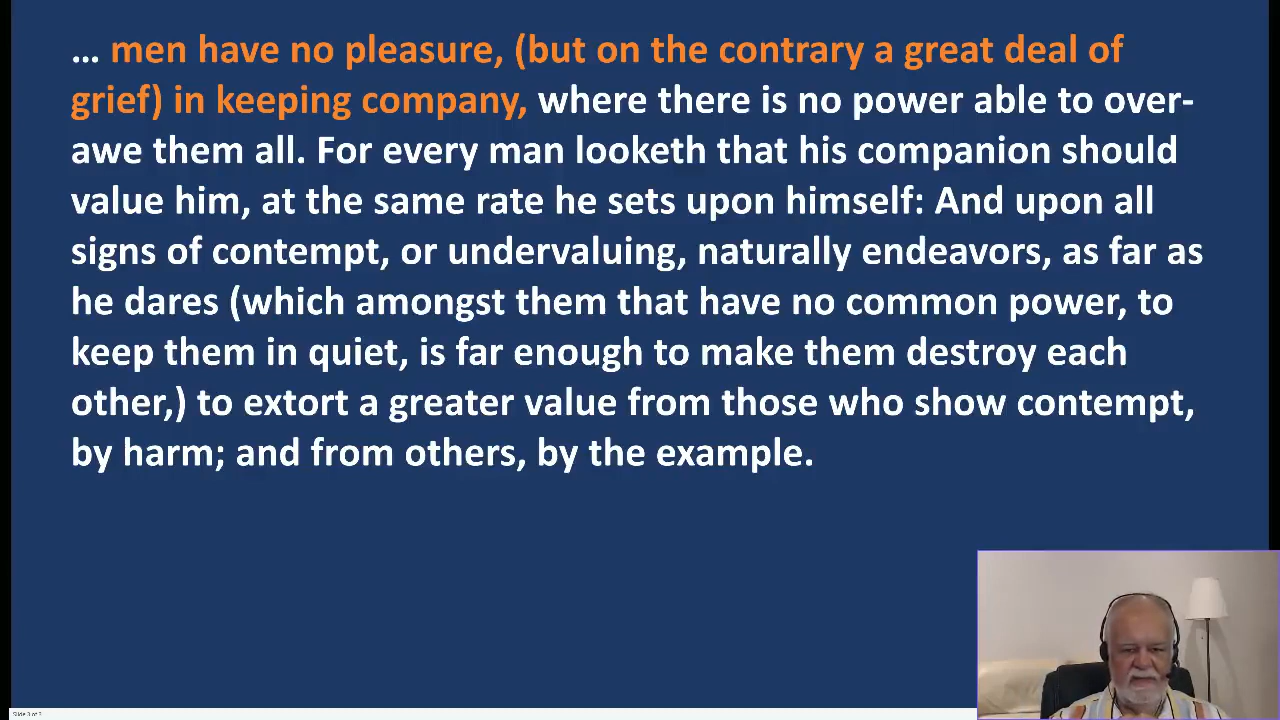 ... men have no pleasure, (but on the contrary a great deal of
grief) in keeping company, where there is no power able to over-
awe them all. For every man looketh that his companion should
value him, at the same rate he sets upon himself: And upon all
signs of contempt, or undervaluing, naturally endeavors, as far as
he dares (which amongst them that have no common power, to
keep them in quiet, is far enough to make them destroy each
other,) to extort a greater value from those who show contempt,
by harm; and from others, by the example.
Slide 3 of 3